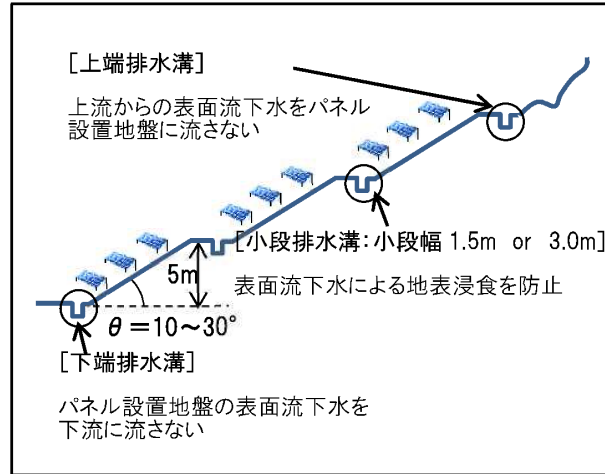 [上端排水溝]
上流からの表面流下水をパネル
設置地盤に流さない
[小段排水溝:小段幅 1.5m or 3.0m]
5m
表面流下水による地表浸食を防止
θ=10～30°
[下端排水溝]
パネル設置地盤の表面流下水を
下流に流さない